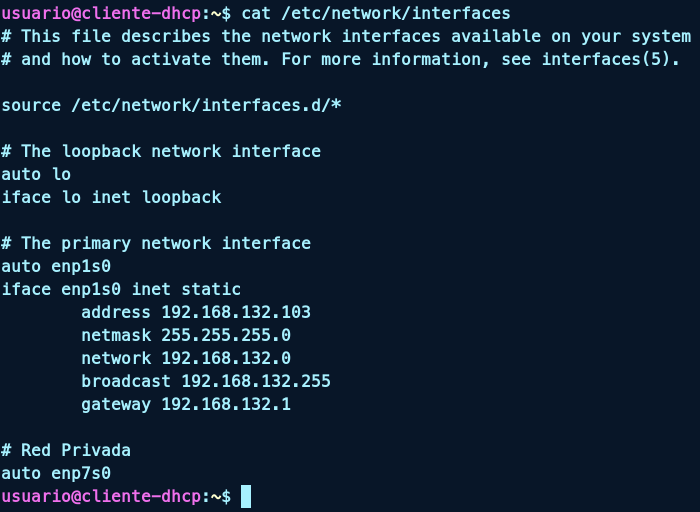 usuario@cliente-dhcp:~$ cat /etc/network/interfaces
# This file describes the network interfaces available on your system
# and how to activate them. For more information, see interfaces(5).
source /etc/network/interfaces.d/*
# The loopback network interface
auto lo
iface lo inet loopback
# The primary network interface
auto enp1s0
iface enp1s0 inet static
address 192.168.132.103
netmask 255.255.255.0
network 192.168.132.0
broadcast 192.168.132.255
gateway 192.168.132.1
# Red Privada
auto enp7s0
usuario@cliente-dhcp:~$